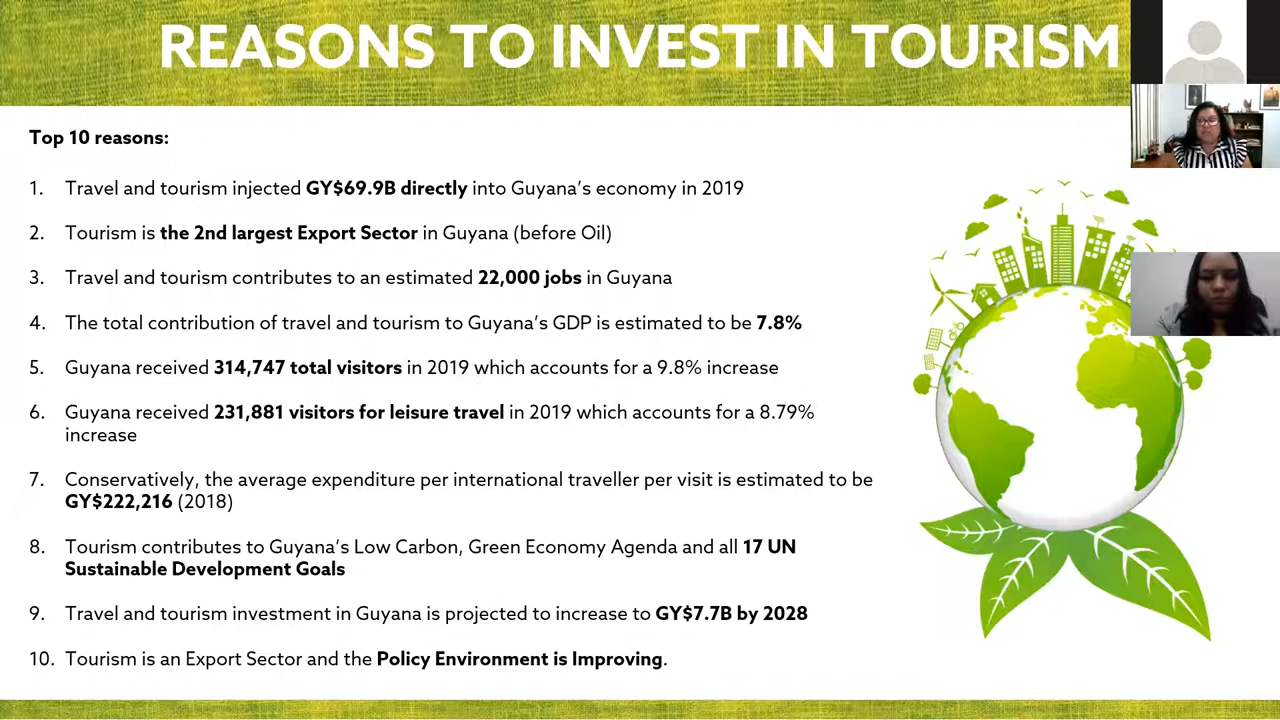 REASONS TO INVEST IN TOURISM
Top 10 reasons:
1. Travel and tourism injected GY$69.9B directly into Guyana's economy in 2019
2. Tourism is the 2nd largest Export Sector in Guyana (before Oil)
3. Travel and tourism contributes to an estimated 22,000 jobs in Guyana
4. The total contribution of travel and tourism to Guyana's GDP is estimated to be 7.8%
5. Guyana received 314,747 total visitors in 2019 which accounts for a 9.8% increase
6. Guyana received 231,881 visitors for leisure travel in 2019 which accounts for a 8.79%
increase
7. Conservatively, the average expenditure per international traveller per visit is estimated to be
GY$222,216 (2018)
8. Tourism contributes to Guyana's Low Carbon, Green Economy Agenda and all 17 UN
Sustainable Development Goals
9. Travel and tourism investment in Guyana is projected to increase to GY$7.7B by 2028
10. Tourism is an Export Sector and the Policy Environment is Improving.